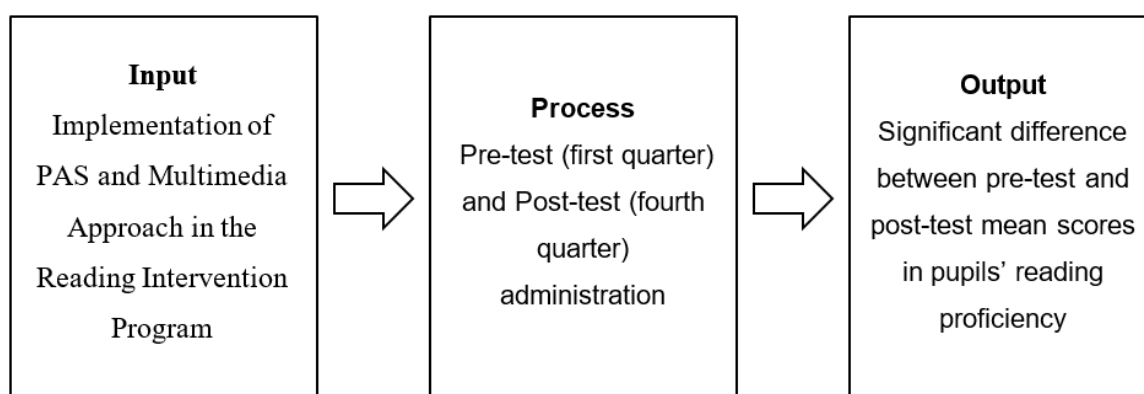 Input
Implementation of
PAS and Multimedia
Approach in the
Reading Intervention
Program
Process
Pre-test (first quarter)
and Post-test (fourth
quarter)
administration
Output
Significant difference
between pre-test and
post-test mean scores
in pupils’ reading
proficiency